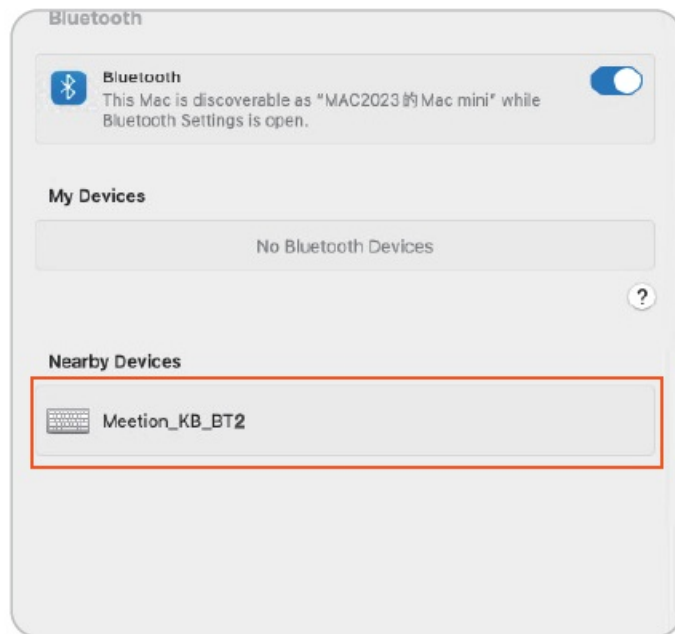 Bluetooth
Bluetooth
This Mac is discoverable as "MAC2023的Mac mini" while
Bluetooth Settings is open.
My Devices
No Bluetooth Devices
?
Nearby Devices
Meetion_KB_BT2